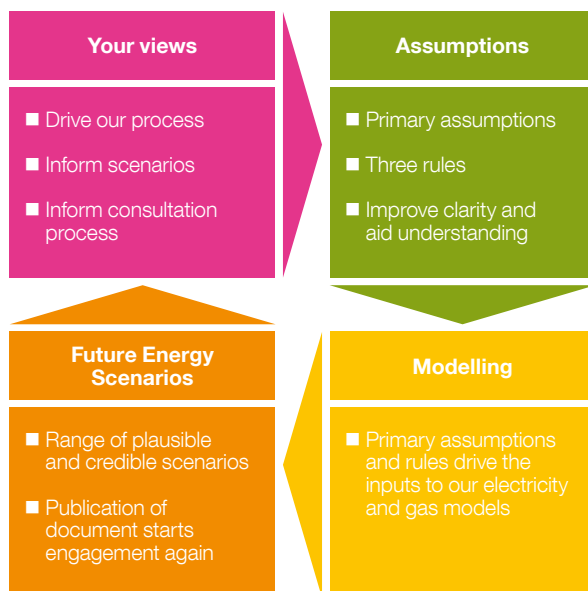 Your views
■ Drive our process
■ Inform scenarios
■ Inform consultation
process
Assumptions
■ Primary assumptions
■ Three rules
■ Improve clarity and
aid understanding
Future Energy
Scenarios
■ Range of plausible
and credible scenarios
■ Publication of
document starts
engagement again
Modelling
■ Primary assumptions
and rules drive the
inputs to our electricity
and gas models